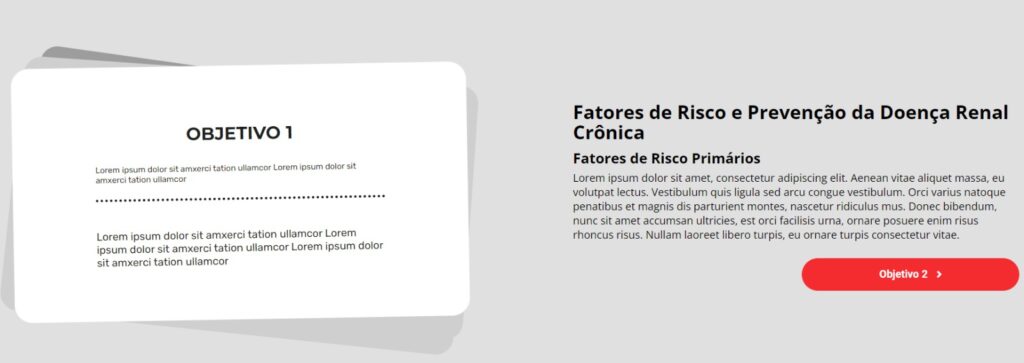 OBJETIVO 1
Lorem ipsum dolor sit amxerci tation ullamcor Lorem ipsum dolor sit
amxerci tation ullamcor
Lorem ipsum dolor sit amxerci tation ullamcor Lorem
ipsum dolor sit amxerci tation ullamcor Lorem ipsum dolor
sit amxerci tation ullamcor
Fatores de Risco e Prevenção da Doença Renal
Crônica
Fatores de Risco Primários
Lorem ipsum dolor sit amet, consectetur adipiscing elit. Aenean vitae aliquet massa, eu
volutpat lectus. Vestibulum quis ligula sed arcu congue vestibulum. Orci varius natoque
penatibus et magnis dis parturient montes, nascetur ridiculus mus. Donec bibendum,
nunc sit amet accumsan ultricies, est orci facilisis urna, ornare posuere enim risus
rhoncus risus. Nullam laoreet libero turpis, eu ornare turpis consectetur vitae.
Objetivo 2